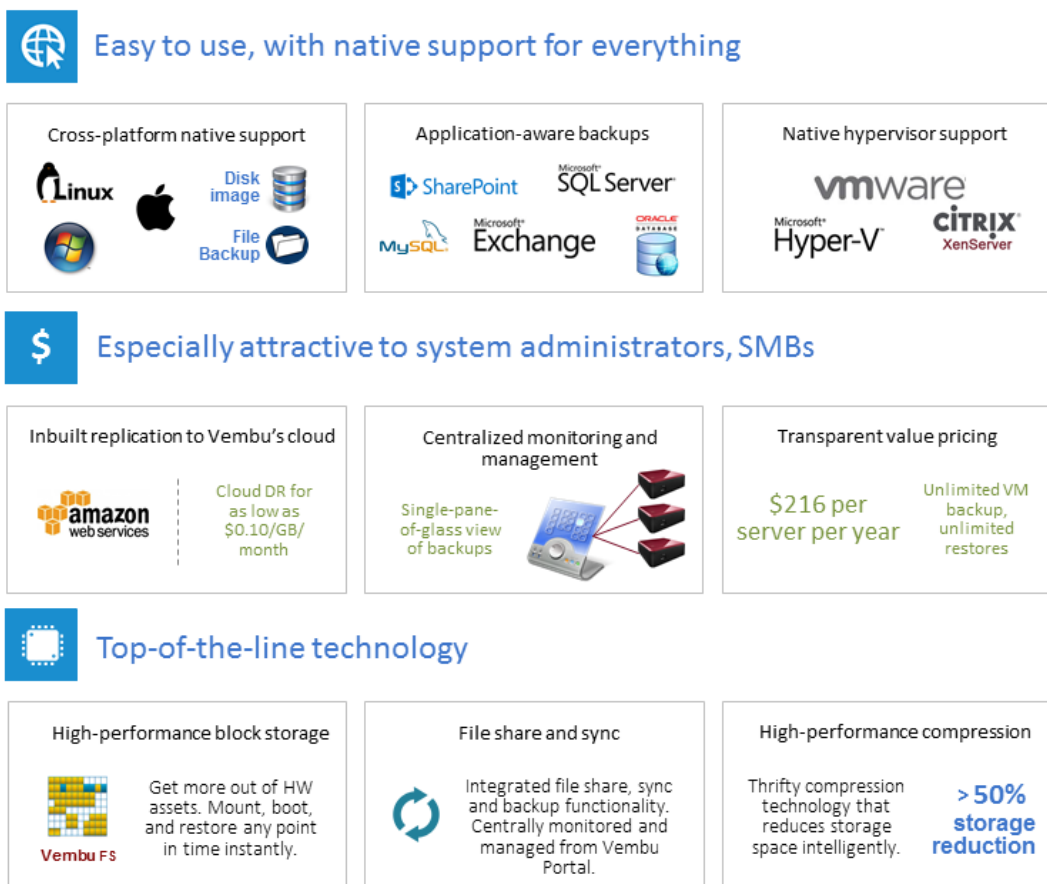 Easy to use, with native support for everything
Cross-platform native support
Linux
Disk
image
File
Backup
Application-aware backups
S SharePoint
Microsoft®
SQL Server®
MySQL®
Microsoft®
Exchange
ORACLE
DATABASE
Native hypervisor support
vmware®
Microsoft®
Hyper-V™
CİTRIX®
XenServer
$
Especially attractive to system administrators, SMBs
Inbuilt replication to Vembu's cloud
amazon
web services
Cloud DR for
as low as
$0.10/GB/
month
Centralized monitoring and
management
Single-pane-
of-glass view
of backups
Transparent value pricing
$216 per
server per year
Unlimited VM
backup,
unlimited
restores
Top-of-the-line technology
High-performance block storage
Vembu FS
Get more out of HW
assets. Mount, boot,
and restore any point
in time instantly.
File share and sync
Integrated file share, sync
and backup functionality.
Centrally monitored and
managed from Vembu
Portal.
High-performance compression
Thrifty compression
technology that
reduces storage
space intelligently.
> 50%
storage
reduction